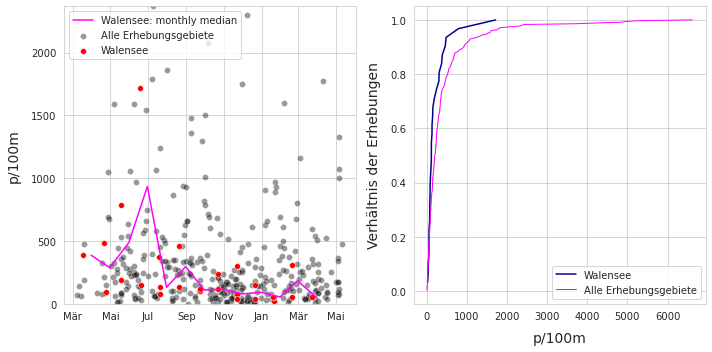 Walensee: monthly median
Alle Erhebungsgebiete
Walensee
2000
1500
1000
500
0
p/100m
Mär
Mai
Jul
Sep
Nov
Jan
Mär
Mai
1.0
0.8
0.6
0.4
0.2
0.0
Verhältnis der Erhebungen
Walensee
Alle Erhebungsgebiete
0
1000
2000
3000
4000
5000
6000
p/100m